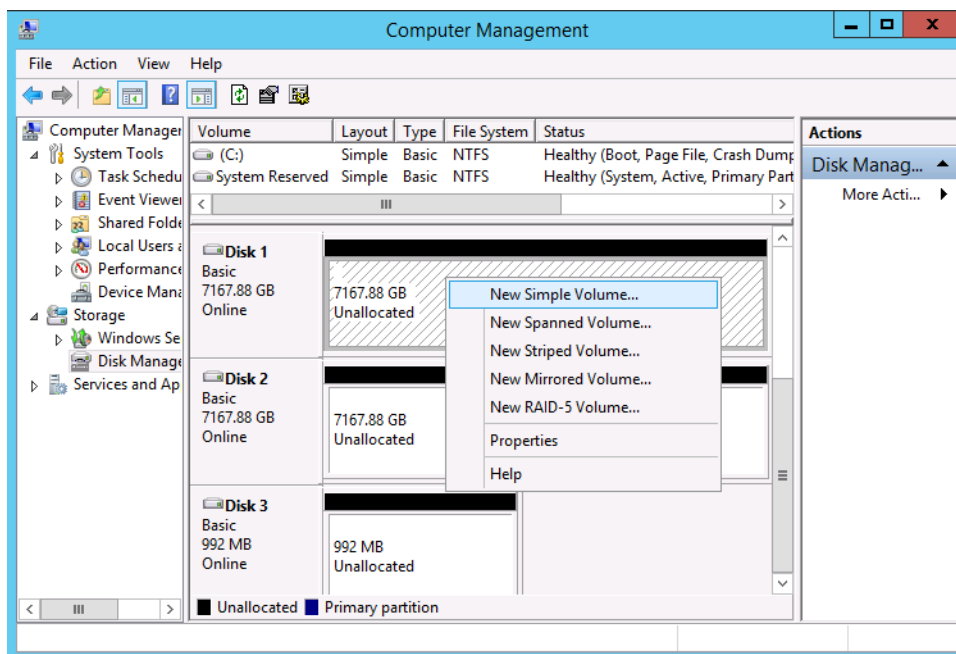 Computer Management
File Action View Help
Computer Manager
System Tools
Task Schedu
Event Viewer
Shared Folde
Local Users a
Performance
Device Mana
Storage
Windows Se
Disk Manage
Services and Ap
Volume Layout Type File System Status
(C:) Simple Basic NTFS Healthy (Boot, Page File, Crash Dump
System Reserved Simple Basic NTFS Healthy (System, Active, Primary Part
Disk 1
Basic
7167.88 GB
Online
7167.88 GB
Unallocated
New Simple Volume...
New Spanned Volume...
New Striped Volume...
New Mirrored Volume...
New RAID-5 Volume...
Properties
Help
Disk 2
Basic
7167.88 GB
Online
7167.88 GB
Unallocated
Disk 3
Basic
992 MB
Online
992 MB
Unallocated
Unallocated Primary partition
Actions
Disk Manag...
More Acti...